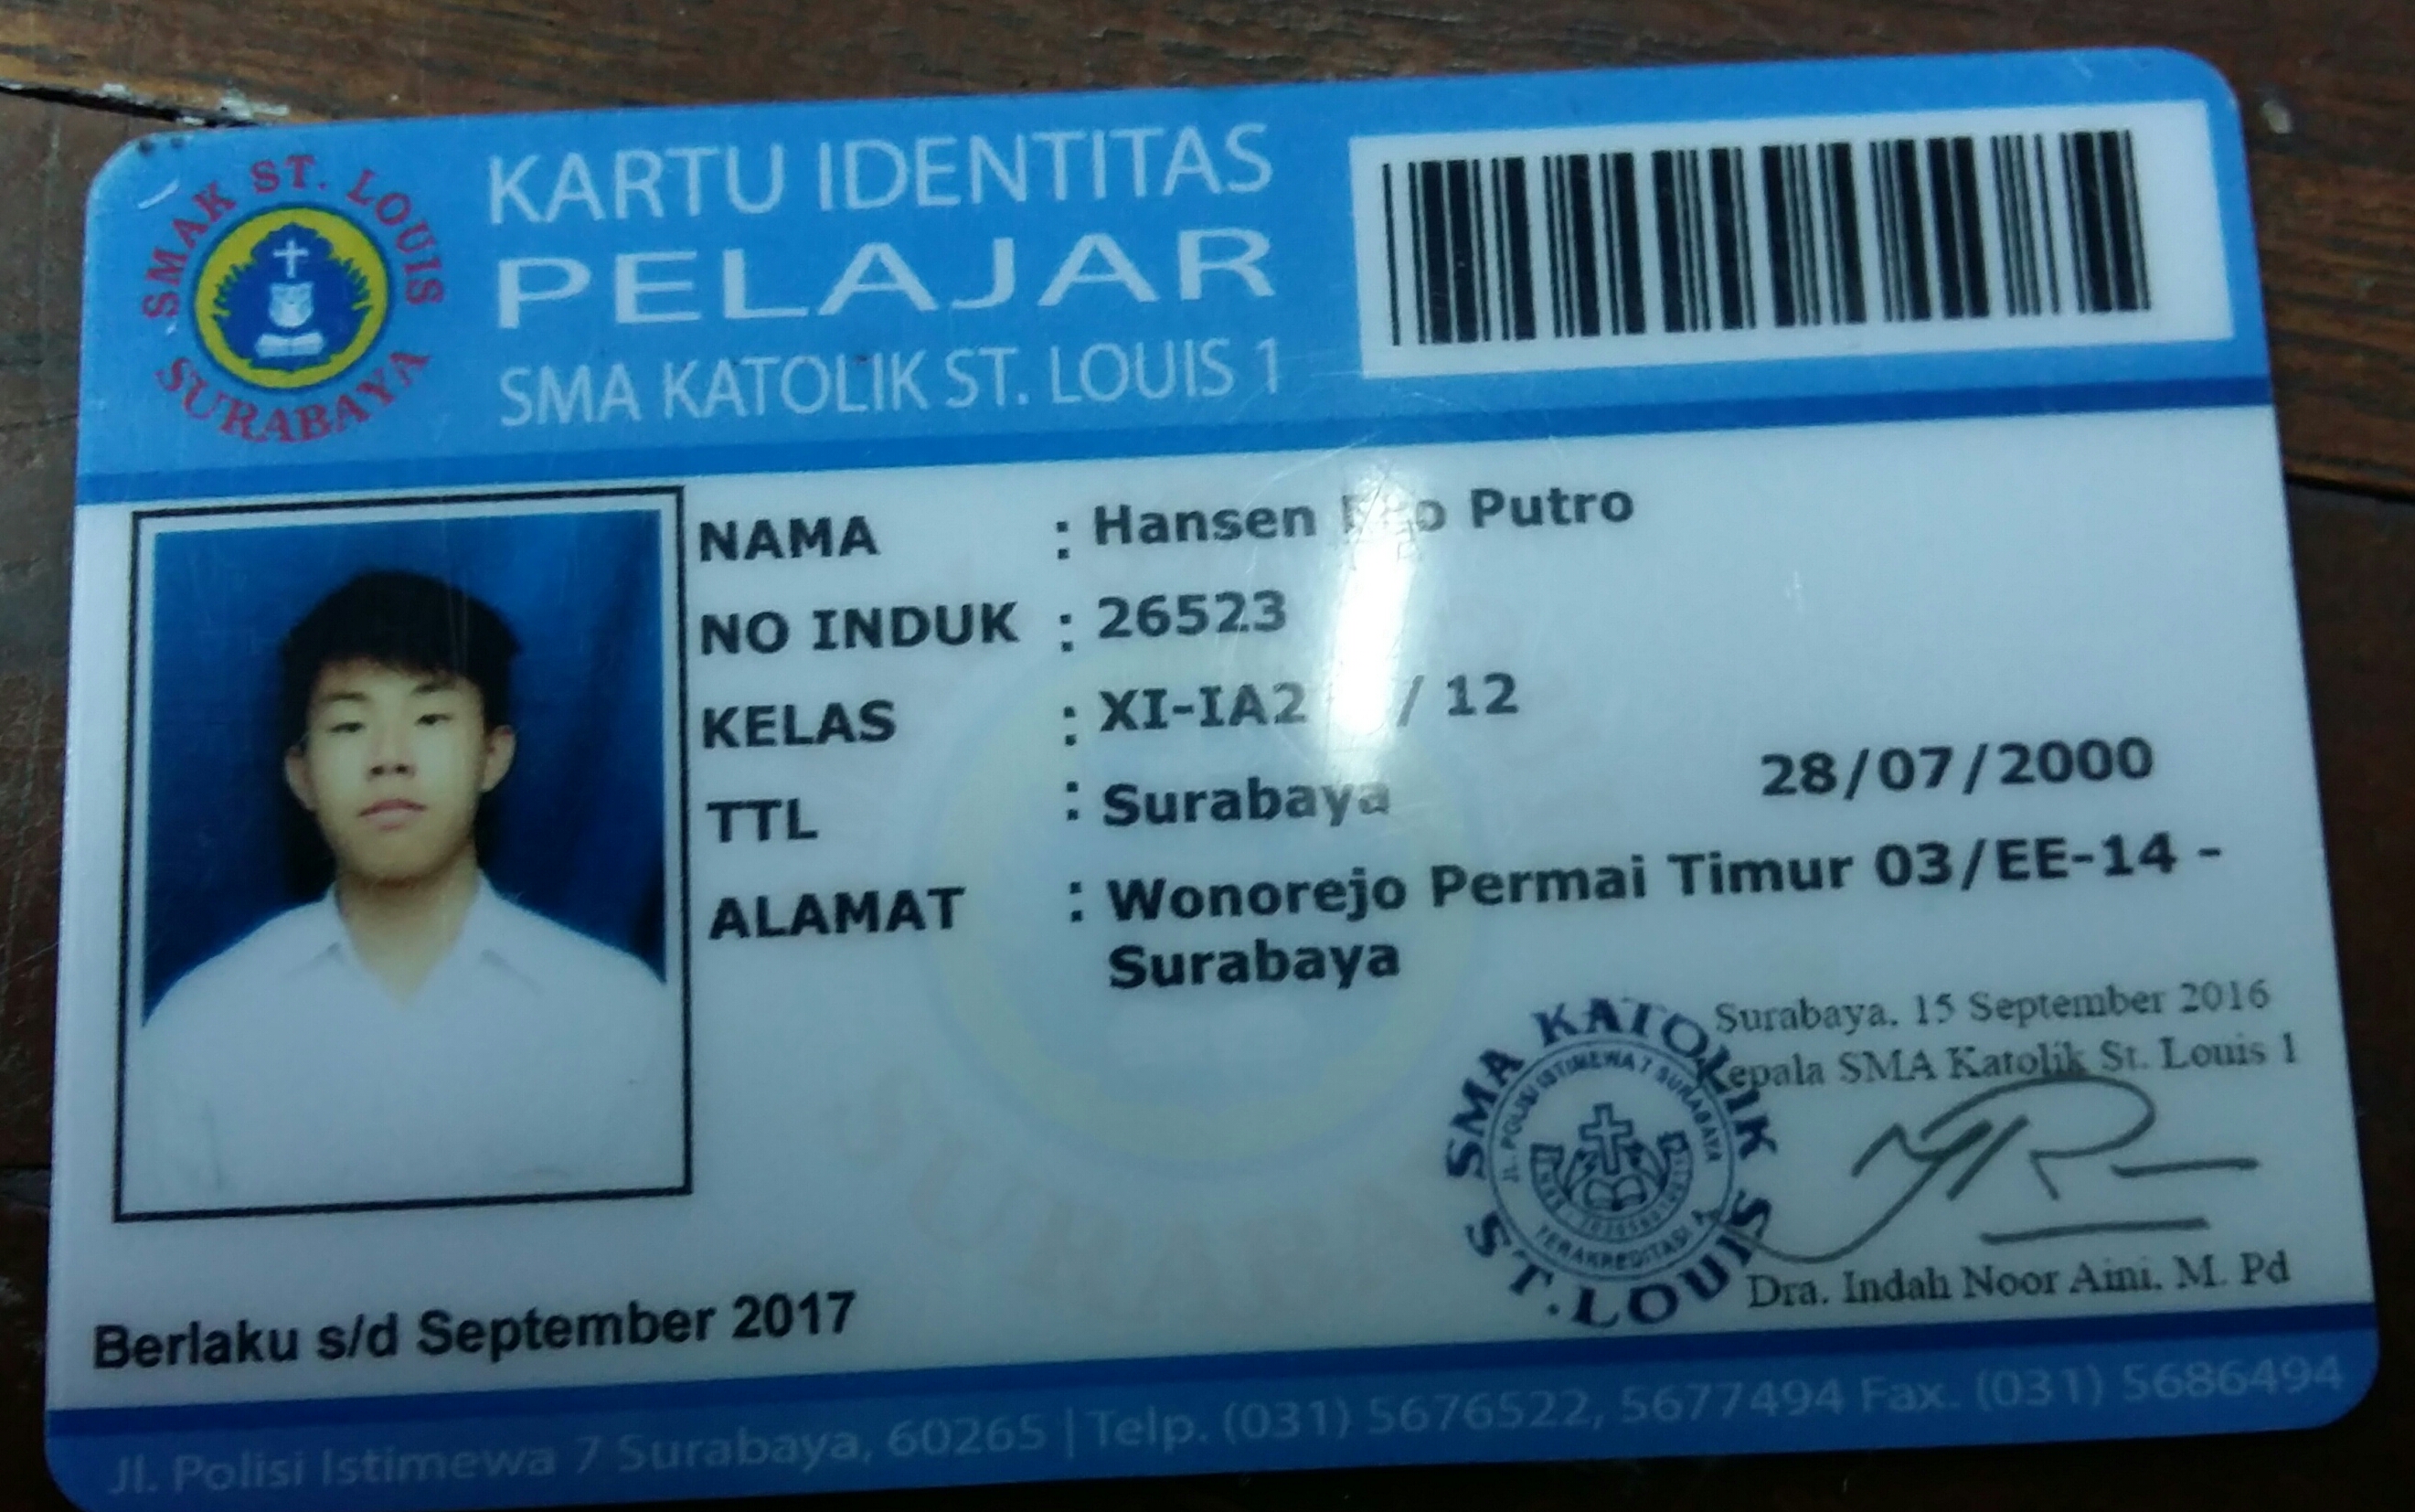 SMAK ST. LOUIS
SURABAYA
KARTU IDENTITAS
PELAJAR
SMA KATOLIK ST. LOUIS 1
NAMA : Hansen Putro
NO INDUK : 26523
KELAS : XI-IA2 / 12
TTL : Surabaya 28/07/2000
ALAMAT : Wonorejo Permai Timur 03/EE-14 -
Surabaya
Surabaya, 15 September 2016
Kepala SMA Katolik St. Louis 1
SMA KATOLIK
JL. POLISI ISTIMEWA 7 SURABAYA
TERAKREDITASI A
ST. LOUIS
Dra. Indah Noor Aini, M. Pd
Berlaku s/d September 2017
Jl. Polisi Istimewa 7 Surabaya, 60265 | Telp. (031) 5676522, 5677494 Fax. (031) 5686494